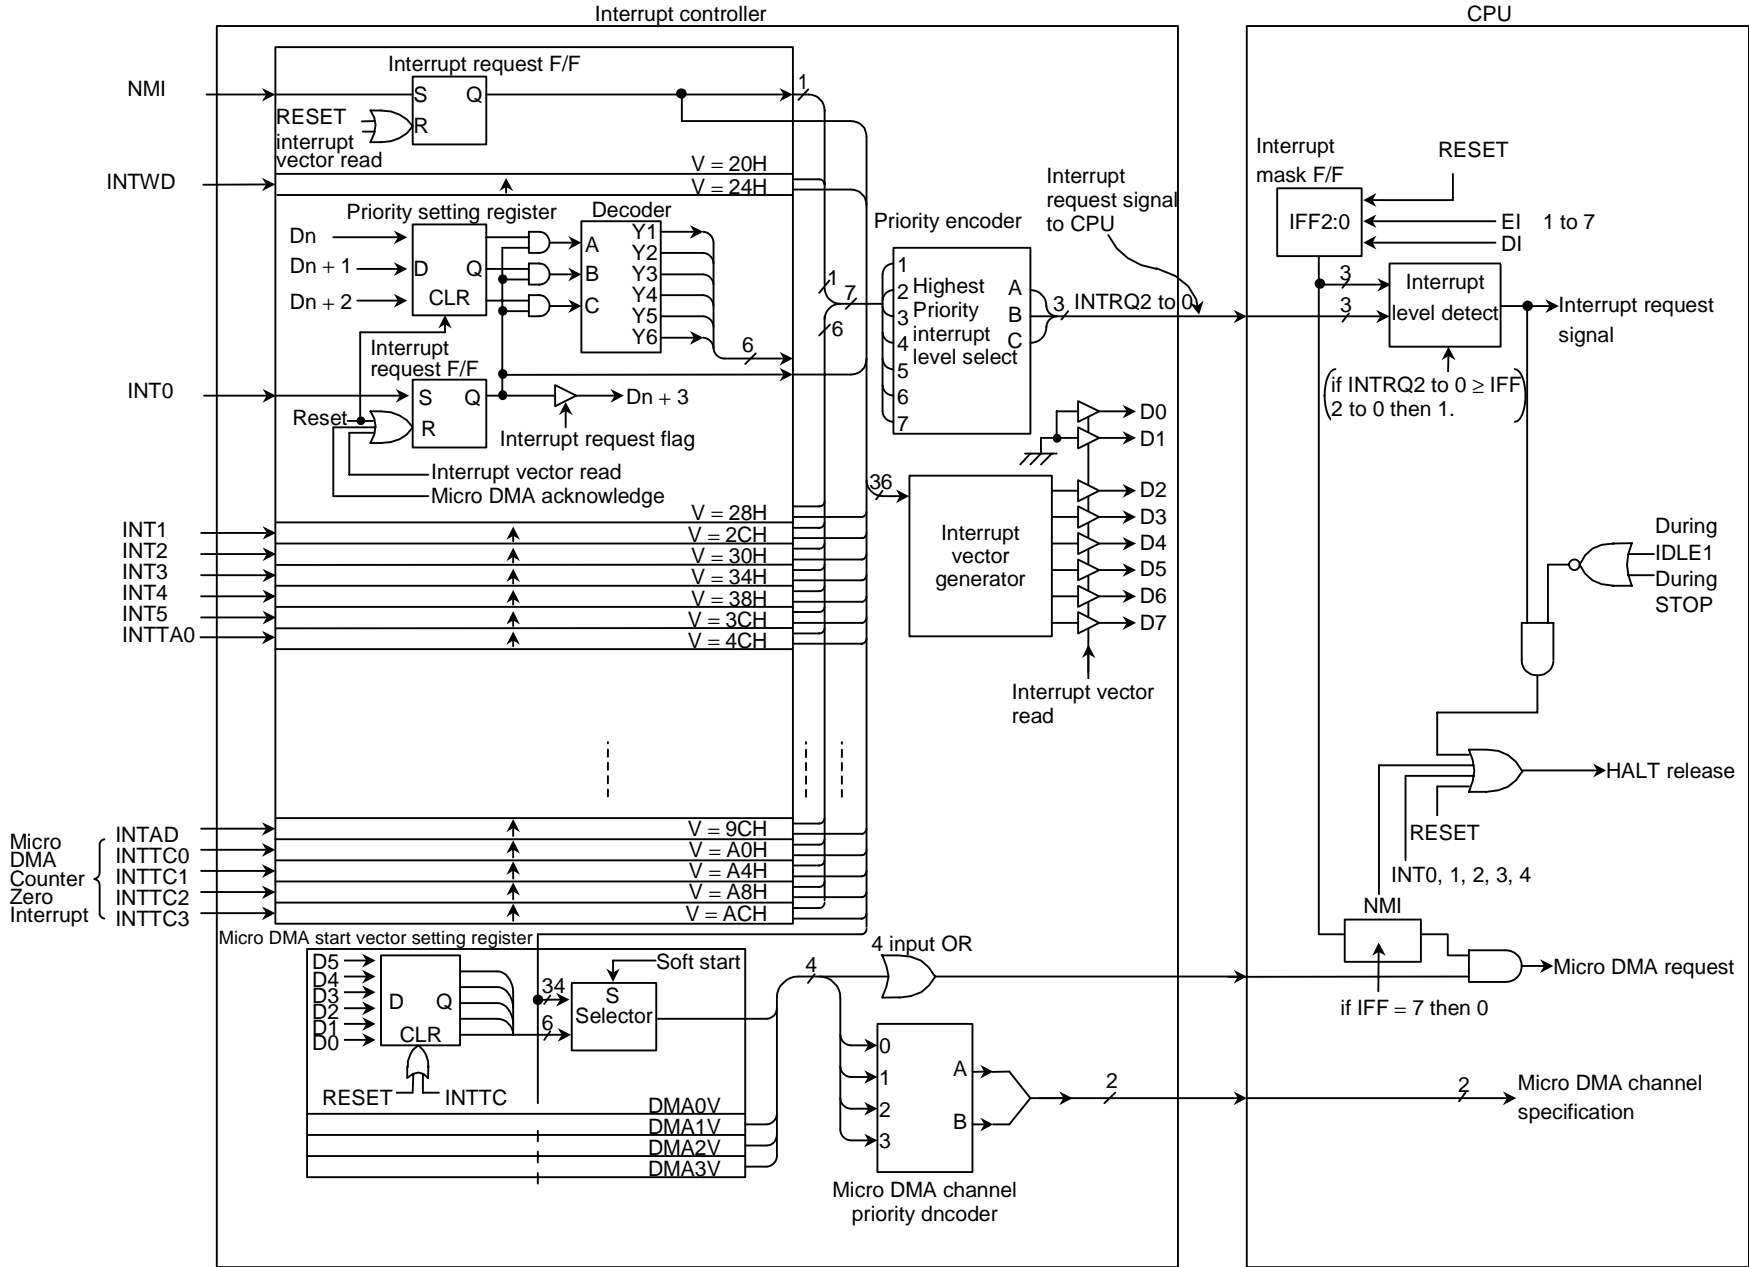 Interrupt controller
CPU
NMI
Interrupt request F/F
S
Q
R
1
RESET
interrupt
vector read
V = 20H
INTWD
V = 24H
Priority setting register
Decoder
Dn
Dn + 1
Dn + 2
D
Q
CLR
A
B
C
Y1
Y2
Y3
Y4
Y5
Y6
6
1
6
7
Interrupt
request F/F
INT0
S
Q
R
Reset
Dn + 3
Interrupt request flag
Interrupt vector read
Micro DMA acknowledge
V = 28H
INT1
V = 2CH
INT2
V = 30H
INT3
V = 34H
INT4
V = 38H
INT5
V = 3CH
INTTA0
V = 4CH
Micro
DMA
Counter
Zero
Interrupt
INTAD
V = 9CH
INTTC0
V = A0H
INTTC1
V = A4H
INTTC2
V = A8H
INTTC3
V = ACH
Priority encoder
1
2
3
4
5
6
7
Highest
Priority
interrupt
level select
A
B
C
3
INTRQ2 to 0
Interrupt
request signal
to CPU
36
Interrupt
vector
generator
D0
D1
D2
D3
D4
D5
D6
D7
Interrupt vector
read
Interrupt
mask F/F
IFF2:0
RESET
EI
1 to 7
DI
3
3
Interrupt
level detect
Interrupt request
signal
if INTRQ2 to 0 ≥ IFF
2 to 0 then 1.
During
IDLE1
During
STOP
HALT release
RESET
INT0, 1, 2, 3, 4
NMI
if IFF = 7 then 0
Micro DMA request
Micro DMA start vector setting register
D5
D4
D3
D2
D1
D0
D
Q
CLR
RESET
INTTC
34
6
Soft start
S
Selector
DMA0V
DMA1V
DMA2V
DMA3V
4
4 input OR
0
1
2
3
A
B
2
2
Micro DMA channel
priority dncoder
Micro DMA channel
specification